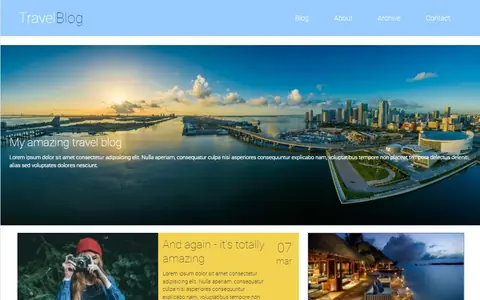 TravelBlog
Blog About Archive Contact
My amazing travel blog
Lorem ipsum dolor sit amet consectetur adipisicing elit. Nulla aperiam, consequatur culpa nisi asperiores consequuntur explicabo nam, voluptatibus tempore non placeat tectus delectus deleniti,
alias sed voluptates dolores nesciunt.
And again - it's totally
amazing
07
mar
Lorem ipsum dolor sit amet
consectetur adipisicing elit. Nulla
aperiam, consequatur culpa nisi
asperiores consequuntur
explicabo nam, voluptatibus